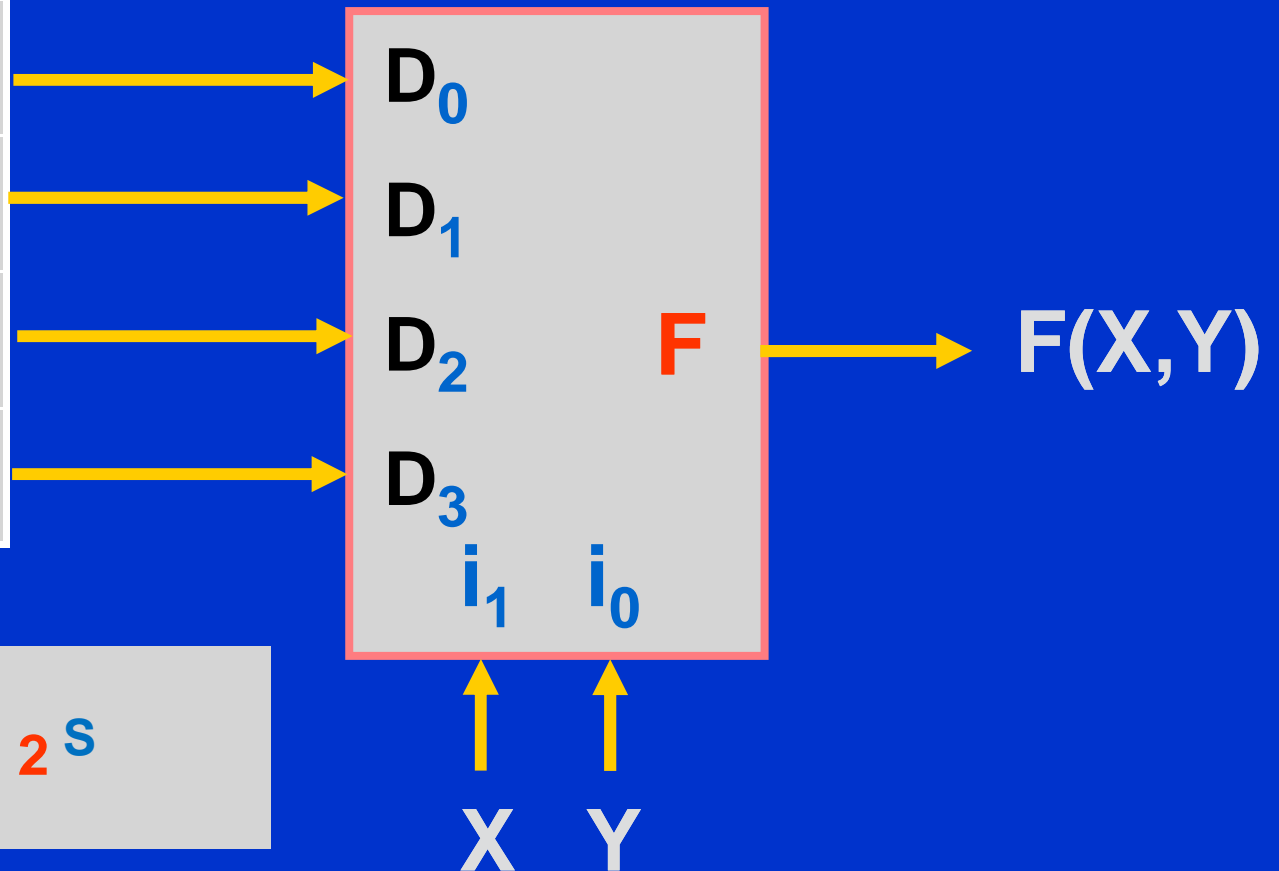 D₀
D₁
D₂
F
F(X,Y)
D₃
i₁ i₀
2 S
X Y